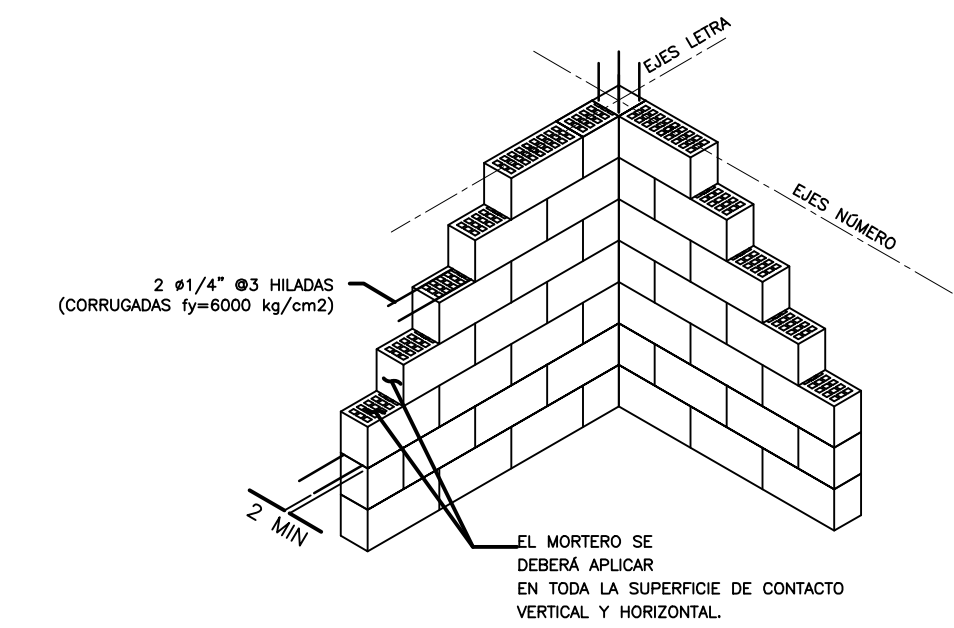 EJES LETRA
EJES NÚMERO
2 ø1/4" @3 HILADAS
(CORRUGADAS fy=6000 kg/cm2)
2 MIN
EL MORTERO SE
DEBERÁ APLICAR
EN TODA LA SUPERFICIE DE CONTACTO
VERTICAL Y HORIZONTAL.